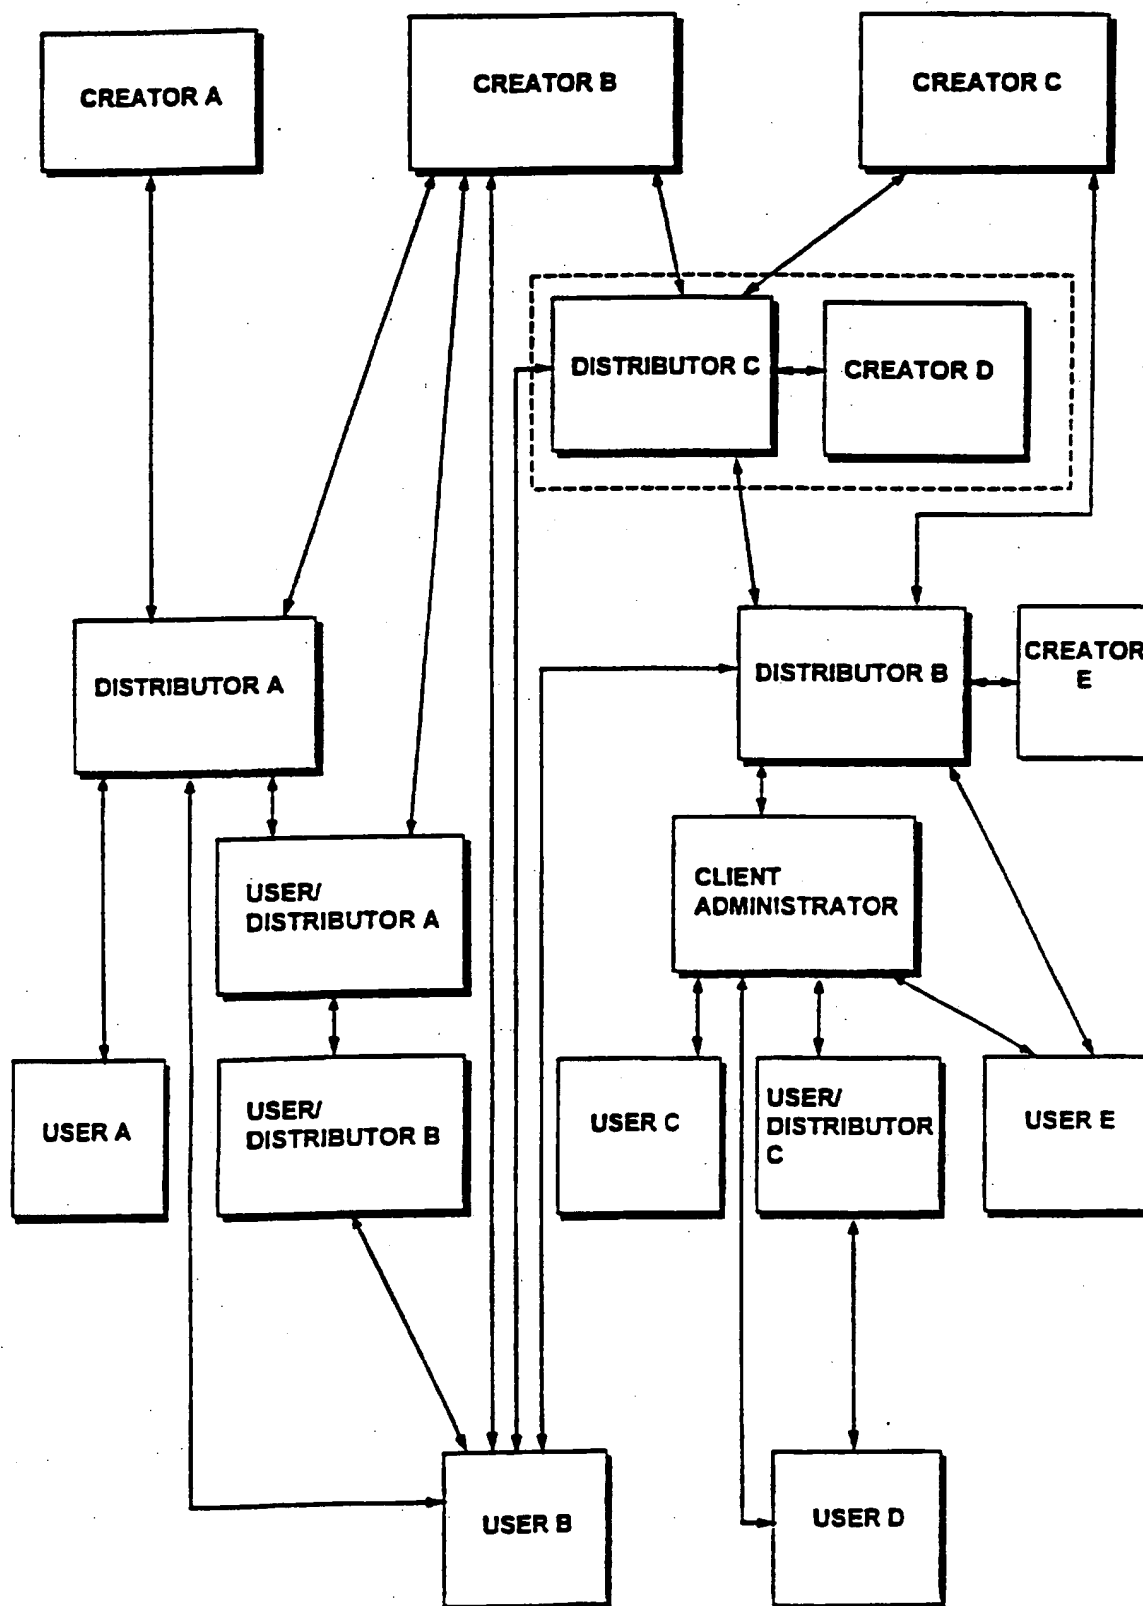 CREATOR A
CREATOR B
CREATOR C
DISTRIBUTOR C
CREATOR D
DISTRIBUTOR A
DISTRIBUTOR B
CREATOR
E
USER/
DISTRIBUTOR A
CLIENT
ADMINISTRATOR
USER A
USER/
DISTRIBUTOR B
USER C
USER/
DISTRIBUTOR
C
USER E
USER B
USER D